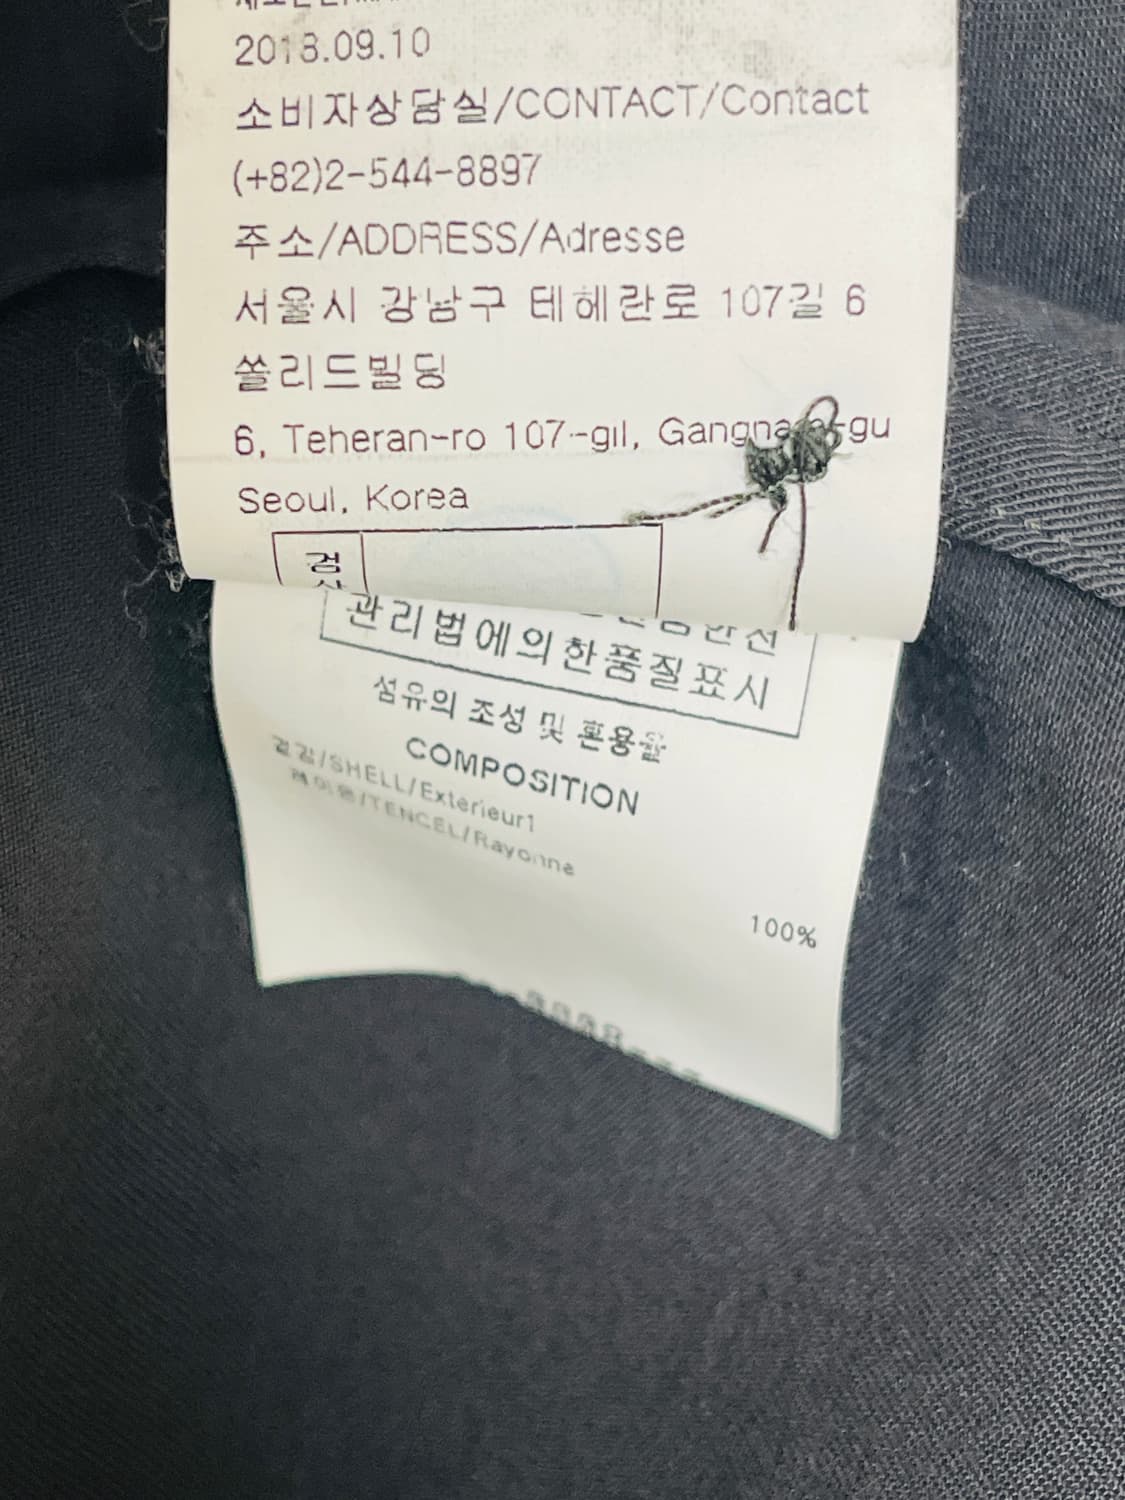 2013.09.10
소비자상담실/CONTACT/Contact
(+82)2-544-8897
주소/ADDRESS/Adresse
서울시 강남구 테헤란로 107길 6
쏠리드빌딩
6, Teheran-ro 107-gil, Gangnam-gu
Seoul, Korea
검사
관리법에의한품질표시
섬유의 조성 및 혼용율
COMPOSITION
겉감/SHELL/Exterieur1
레이온/TENCEL/Rayonne
100%